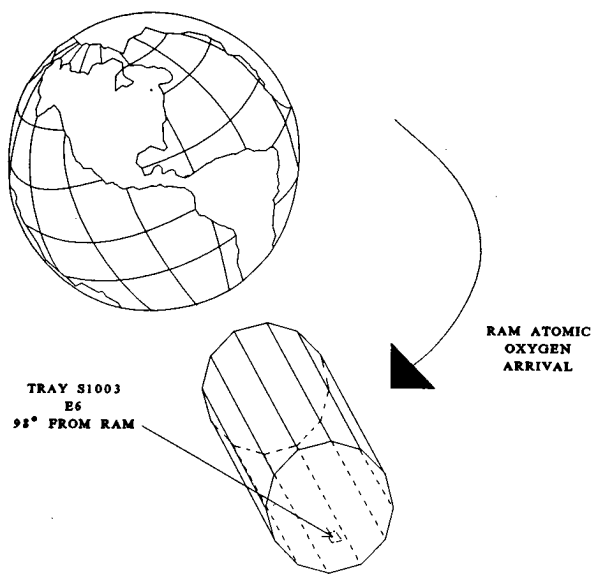 RAM ATOMIC
OXYGEN
ARRIVAL
TRAY S1003
E6
98° FROM RAM